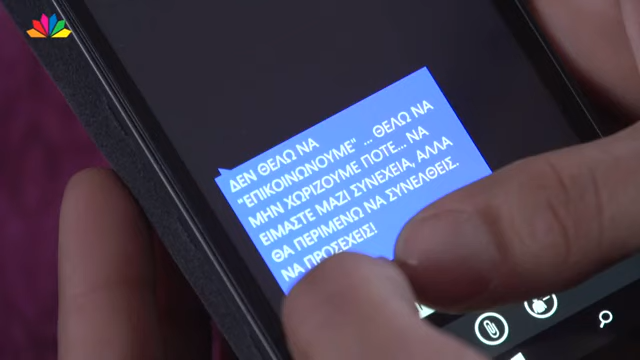 ΔΕΝ ΘΕΛΩ ΝΑ
"ΕΠΙΚΟΙΝΩΝΟΥΜΕ" ... ΘΕΛΩ ΝΑ
ΜΗΝ ΧΩΡΙΖΟΥΜΕ ΠΟΤΕ... ΝΑ
ΕΙΜΑΣΤΕ ΜΑΖΙ ΣΥΝΕΧΕΙΑ, ΑΛΛΑ
ΘΑ ΠΕΡΙΜΕΝΩ ΝΑ ΣΥΝΕΛΘΕΙΣ.
ΝΑ ΠΡΟΣΕΧΕΙΣ!